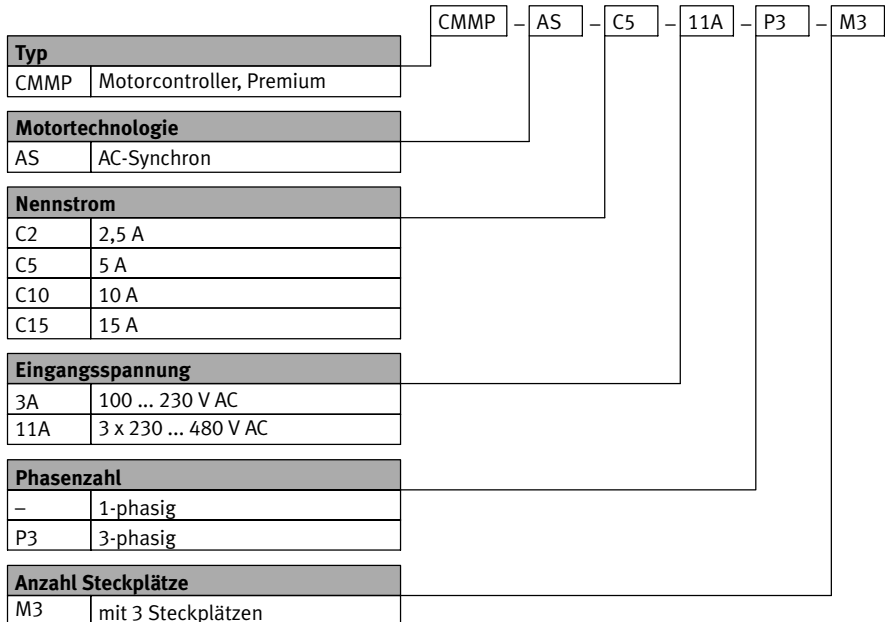 CMMP – AS – C5 – 11A – P3 – M3
Typ
CMMP Motorcontroller, Premium
Motortechnologie
AS AC-Synchron
Nennstrom
C2 2,5 A
C5 5 A
C10 10 A
C15 15 A
Eingangsspannung
3A 100 ... 230 V AC
11A 3 x 230 ... 480 V AC
Phasenzahl
– 1-phasig
P3 3-phasig
Anzahl Steckplätze
M3 mit 3 Steckplätzen